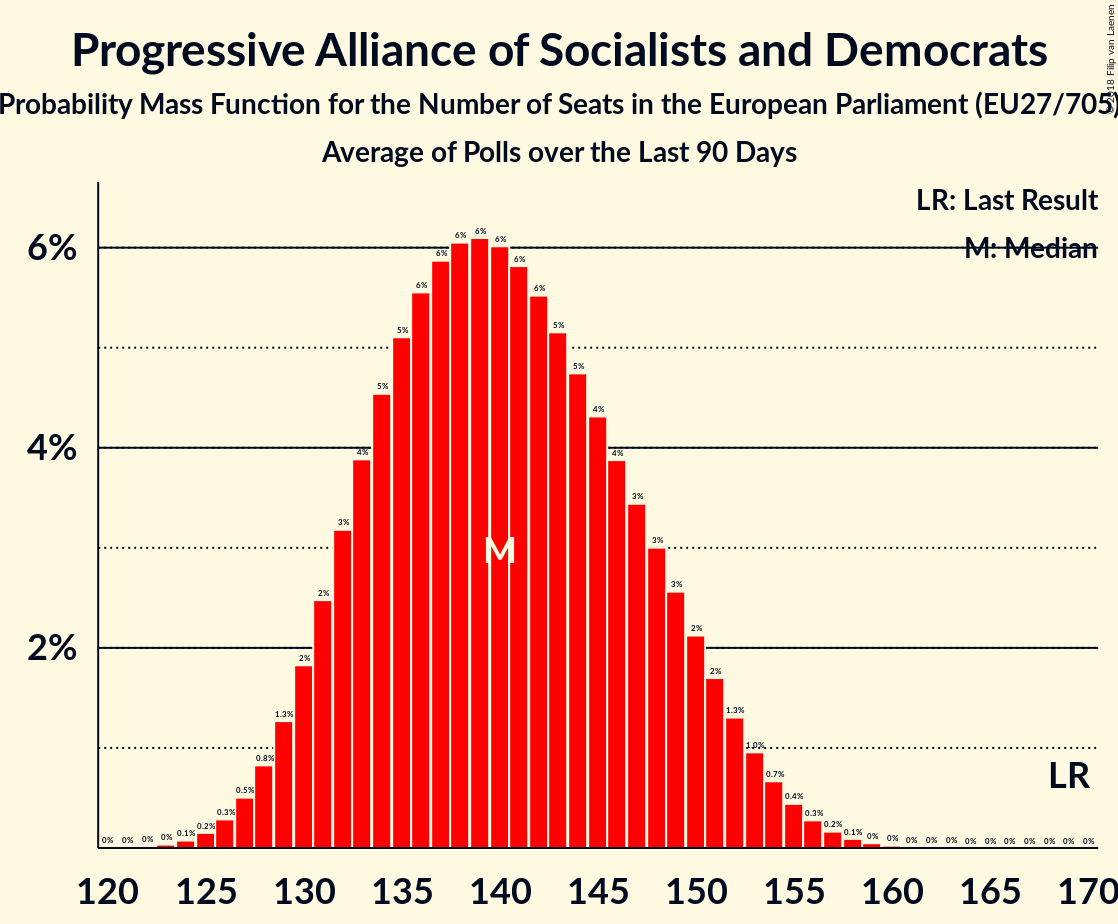 Progressive Alliance of Socialists and Democrats
© 2018 Filip van Laenen
Probability Mass Function for the Number of Seats in the European Parliament (EU27/705)
Average of Polls over the Last 90 Days
LR: Last Result
M: Median
6%
4%
2%
0% 0% 0% 0% 0.1% 0.2% 0.3% 0.5% 0.8% 1.3% 2% 2% 3% 4% 5% 5% 6% 6% 6% 6% 6% 6% 6% 5% 5% 4% 4% 3% 3% 3% 2% 2% 1.3% 1.0% 0.7% 0.4% 0.3% 0.2% 0.1% 0% 0% 0% 0% 0% 0% 0% 0% 0% 0% 0% 0%
M
LR
120 125 130 135 140 145 150 155 160 165 170